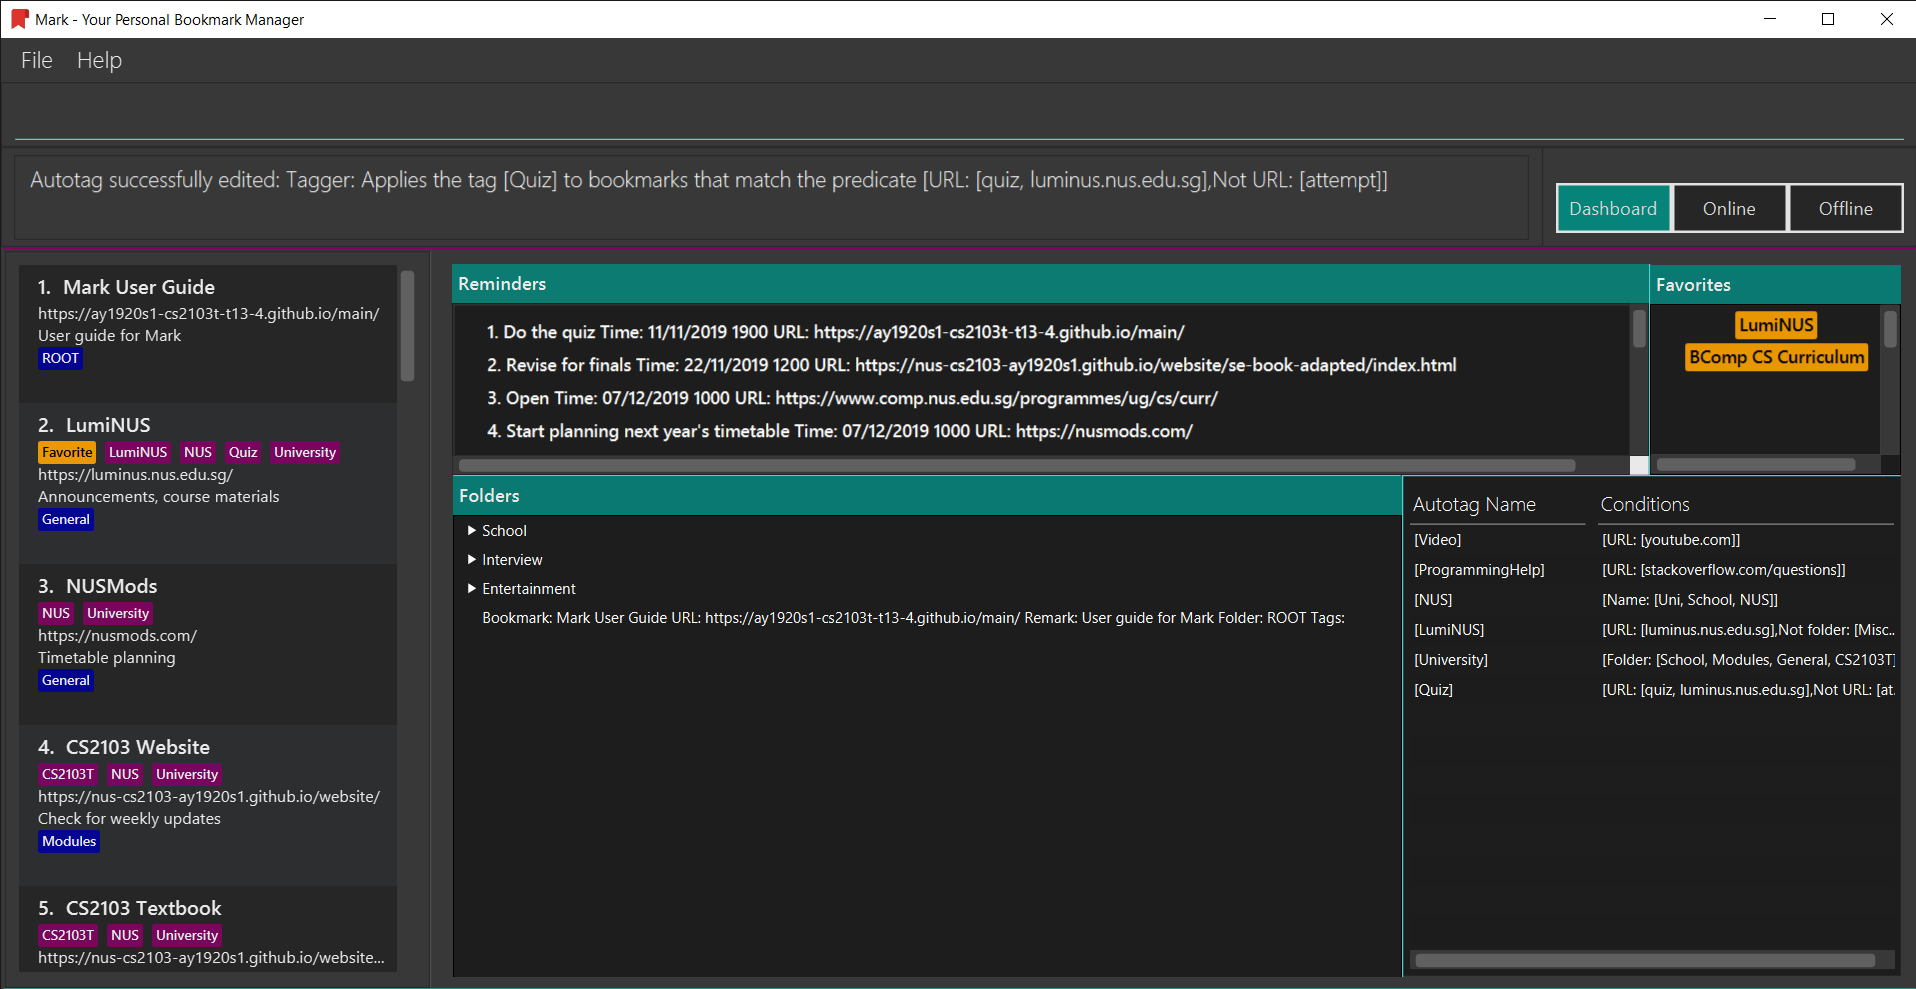 Mark - Your Personal Bookmark Manager
File Help
Autotag successfully edited: Tagger: Applies the tag [Quiz] to bookmarks that match the predicate [URL: [quiz, luminus.nus.edu.sg],Not URL: [attempt]]
Dashboard Online Offline
1. Mark User Guide
https://ay1920s1-cs2103t-t13-4.github.io/main/
User guide for Mark
ROOT
2. LumiNUS
Favorite LumiNUS NUS Quiz University
https://luminus.nus.edu.sg/
Announcements, course materials
General
3. NUSMods
NUS University
https://nusmods.com/
Timetable planning
General
4. CS2103 Website
CS2103T NUS University
https://nus-cs2103-ay1920s1.github.io/website/
Check for weekly updates
Modules
5. CS2103 Textbook
CS2103T NUS University
https://nus-cs2103-ay1920s1.github.io/website...
Reminders
1. Do the quiz Time: 11/11/2019 1900 URL: https://ay1920s1-cs2103t-t13-4.github.io/main/
2. Revise for finals Time: 22/11/2019 1200 URL: https://nus-cs2103-ay1920s1.github.io/website/se-book-adapted/index.html
3. Open Time: 07/12/2019 1000 URL: https://www.comp.nus.edu.sg/programmes/ug/cs/curr/
4. Start planning next year's timetable Time: 07/12/2019 1000 URL: https://nusmods.com/
Favorites
LumiNUS
BComp CS Curriculum
Folders
School
Interview
Entertainment
Bookmark: Mark User Guide URL: https://ay1920s1-cs2103t-t13-4.github.io/main/ Remark: User guide for Mark Folder: ROOT Tags:
Autotag Name Conditions
[Video] [URL: [youtube.com]]
[ProgrammingHelp] [URL: [stackoverflow.com/questions]]
[NUS] [Name: [Uni, School, NUS]]
[LumiNUS] [URL: [luminus.nus.edu.sg],Not folder: [Misc...
[University] [Folder: [School, Modules, General, CS2103T]
[Quiz] [URL: [quiz, luminus.nus.edu.sg],Not URL: [at.